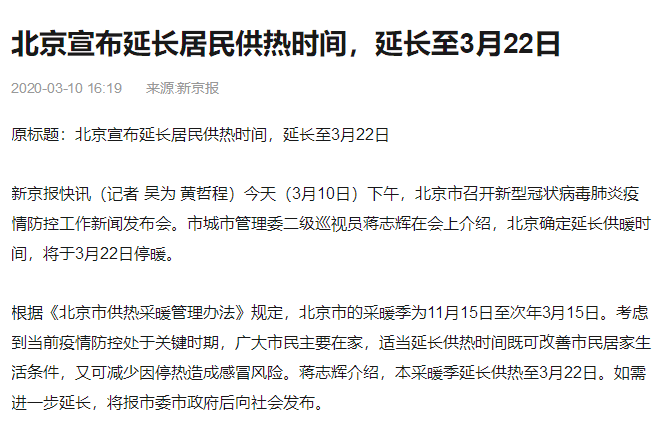 北京宣布延长居民供热时间，延长至3月22日
2020-03-10 16:19 来源:新京报
原标题：北京宣布延长居民供热时间，延长至3月22日
新京报快讯（记者 吴为 黄哲程）今天（3月10日）下午，北京市召开新型冠状病毒肺炎疫
情防控工作新闻发布会。市城市管理委二级巡视员蒋志辉在会上介绍，北京确定延长供暖时
间，将于3月22日停暖。
根据《北京市供热采暖管理办法》规定，北京市的采暖季为11月15日至次年3月15日。考虑
到当前疫情防控处于关键时期，广大市民主要在家，适当延长供热时间既可改善市民居家生
活条件，又可减少因停热造成感冒风险。蒋志辉介绍，本采暖季延长供热至3月22日。如需
进一步延长，将报市委市政府后向社会发布。